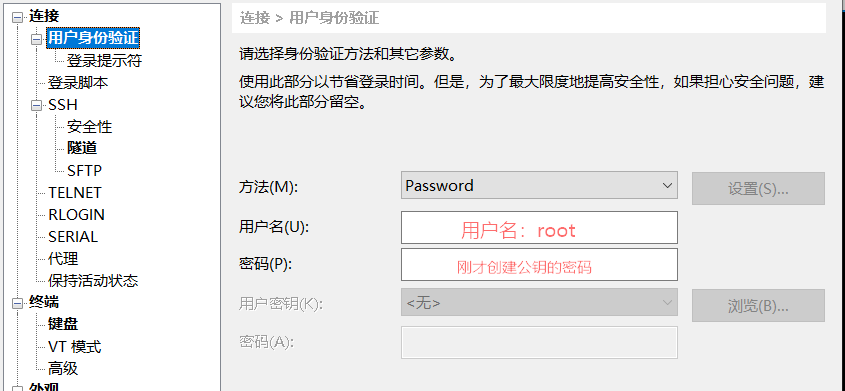 连接
用户身份验证
登录提示符
登录脚本
SSH
安全性
隧道
SFTP
TELNET
RLOGIN
SERIAL
代理
保持活动状态
终端
键盘
VT 模式
高级
外观
连接 > 用户身份验证
请选择身份验证方法和其它参数。
使用此部分以节省登录时间。但是，为了最大限度地提高安全性，如果担心安全问题，建
议您将此部分留空。
方法(M): Password 设置(S)...
用户名(U): 用户名：root
密码(P): 刚才创建公钥的密码
用户密钥(K): <无> 浏览(B)...
密码(A):